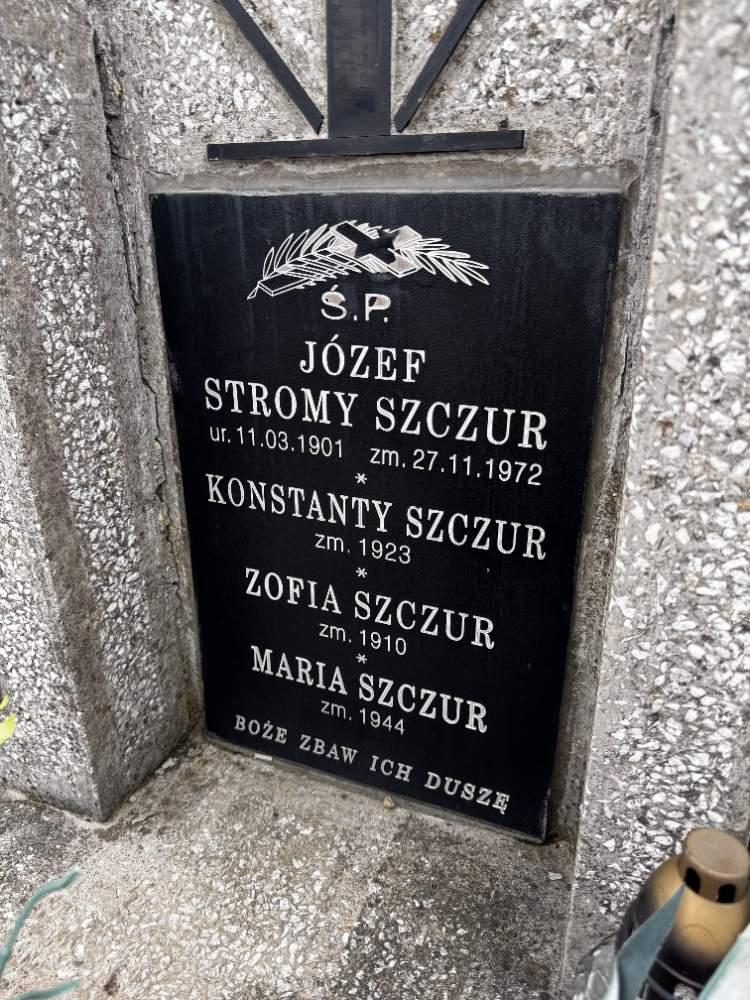 Ś.P.
JÓZEF
STROMY SZCZUR
ur. 11.03.1901 zm. 27.11.1972
*
KONSTANTY SZCZUR
zm. 1923
*
ZOFIA SZCZUR
zm. 1910
*
MARIA SZCZUR
zm. 1944
BOŻE ZBAW ICH DUSZĘ